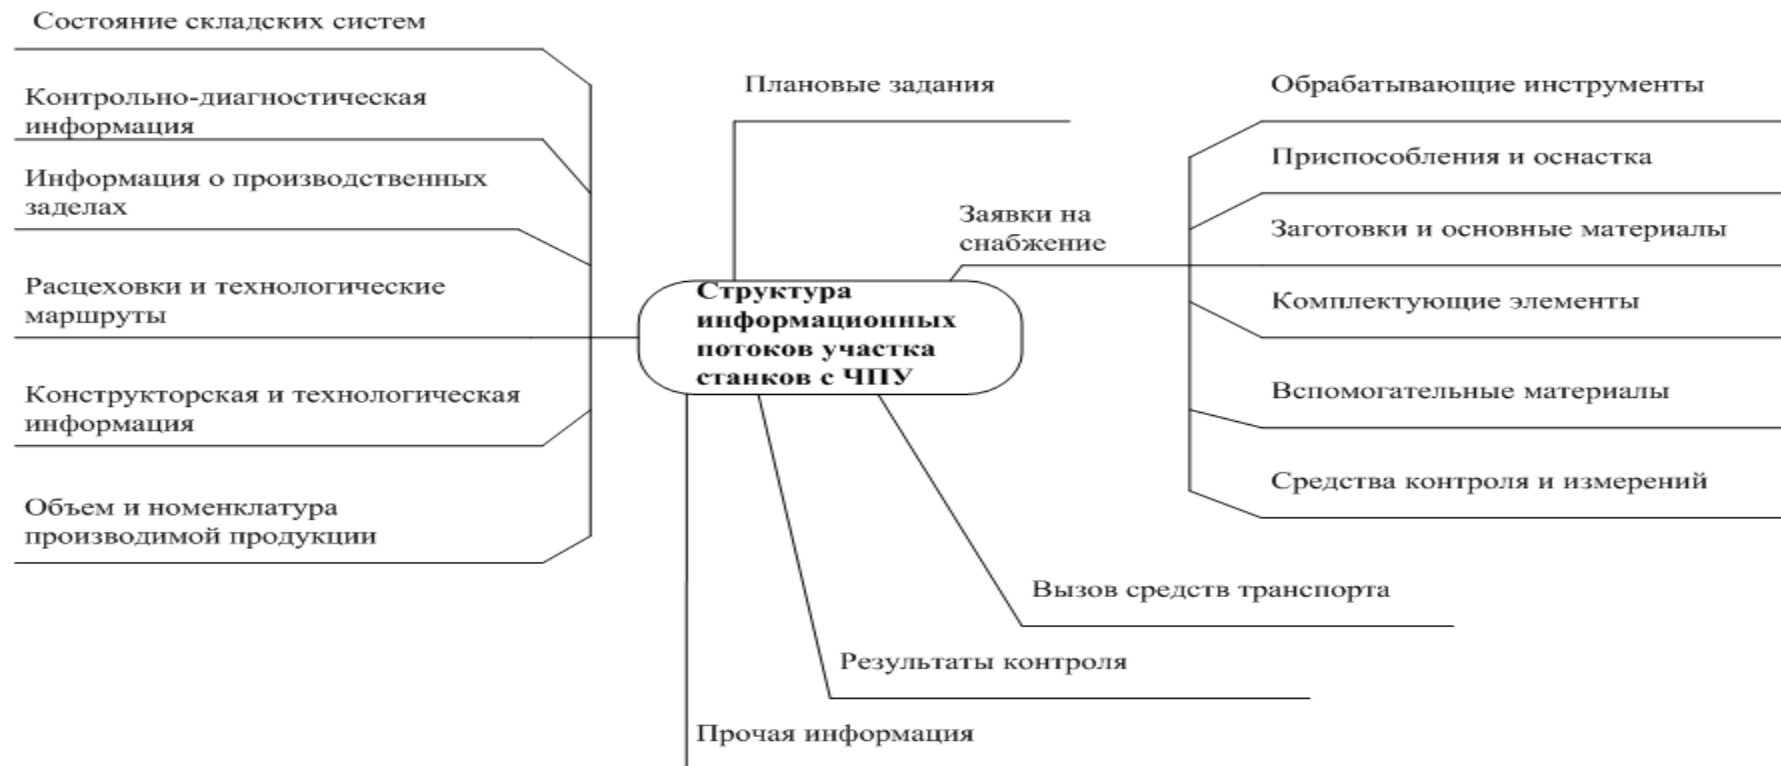 Состояние складских систем
Контрольно-диагностическая
информация
Информация о производственных
заделах
Расцеховки и технологические
маршруты
Конструкторская и технологическая
информация
Объем и номенклатура
производимой продукции
Плановые задания
Заявки на
снабжение
Структура
информационных
потоков участка
станков с ЧПУ
Обрабатывающие инструменты
Приспособления и оснастка
Заготовки и основные материалы
Комплектующие элементы
Вспомогательные материалы
Средства контроля и измерений
Вызов средств транспорта
Результаты контроля
Прочая информация